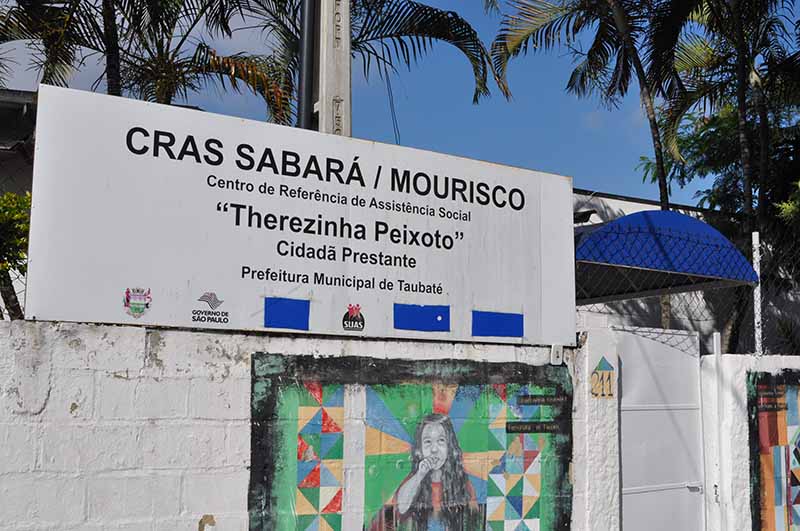 CRAS SABARÁ / MOURISCO
Centro de Referência de Assistência Social
“Therezinha Peixoto”
Cidadã Prestante
Prefeitura Municipal de Taubaté
GOVERNO DE
SÃO PAULO
SUAS
211